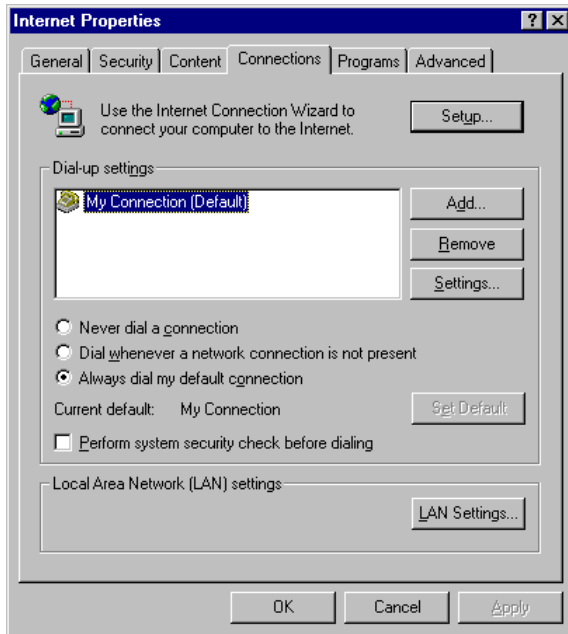 Internet Properties
General Security Content Connections Programs Advanced
Use the Internet Connection Wizard to
connect your computer to the Internet.
Setup...
Dial-up settings
My Connection (Default)
Add...
Remove
Settings...
Never dial a connection
Dial whenever a network connection is not present
Always dial my default connection
Current default: My Connection
Set Default
Perform system security check before dialing
Local Area Network (LAN) settings
LAN Settings...
OK Cancel Apply